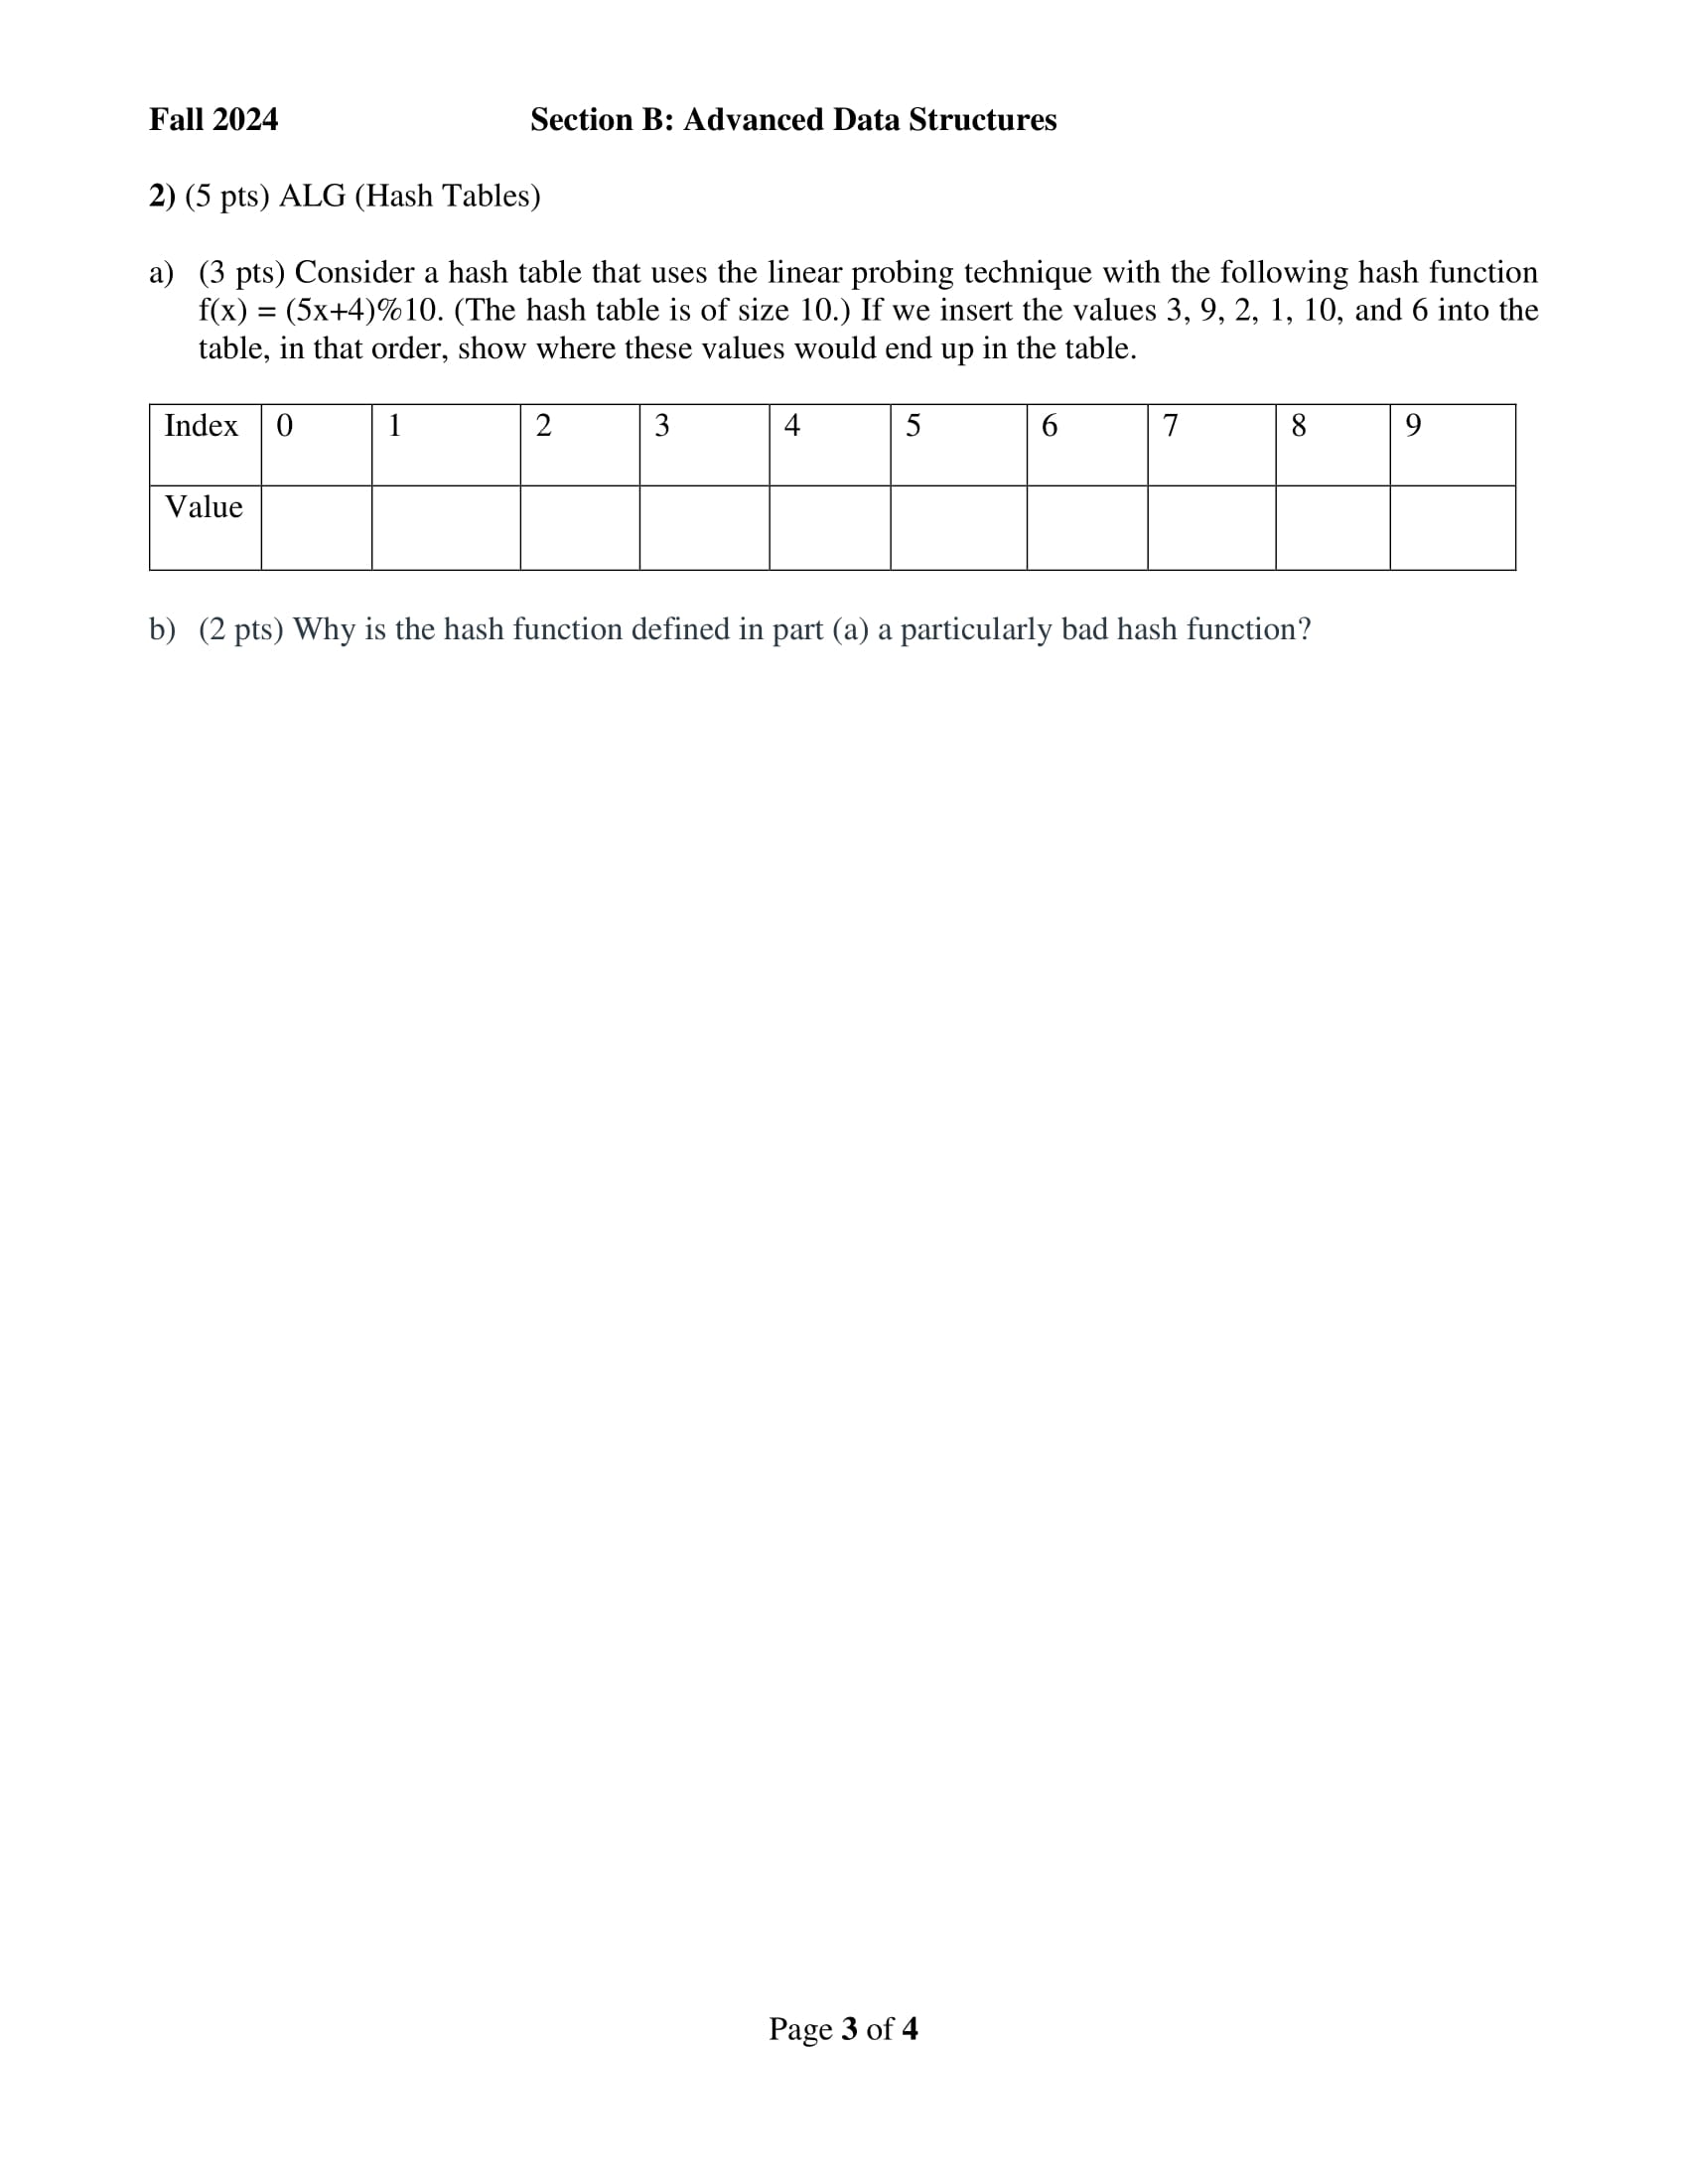 Fall 2024 Section B: Advanced Data Structures
2) (5 pts) ALG (Hash Tables)
a) (3 pts) Consider a hash table that uses the linear probing technique with the following hash function
f(x) = (5x+4)%10. (The hash table is of size 10.) If we insert the values 3, 9, 2, 1, 10, and 6 into the
table, in that order, show where these values would end up in the table.
Index 0 1 2 3 4 5 6 7 8 9
Value
b) (2 pts) Why is the hash function defined in part (a) a particularly bad hash function?
Page 3 of 4